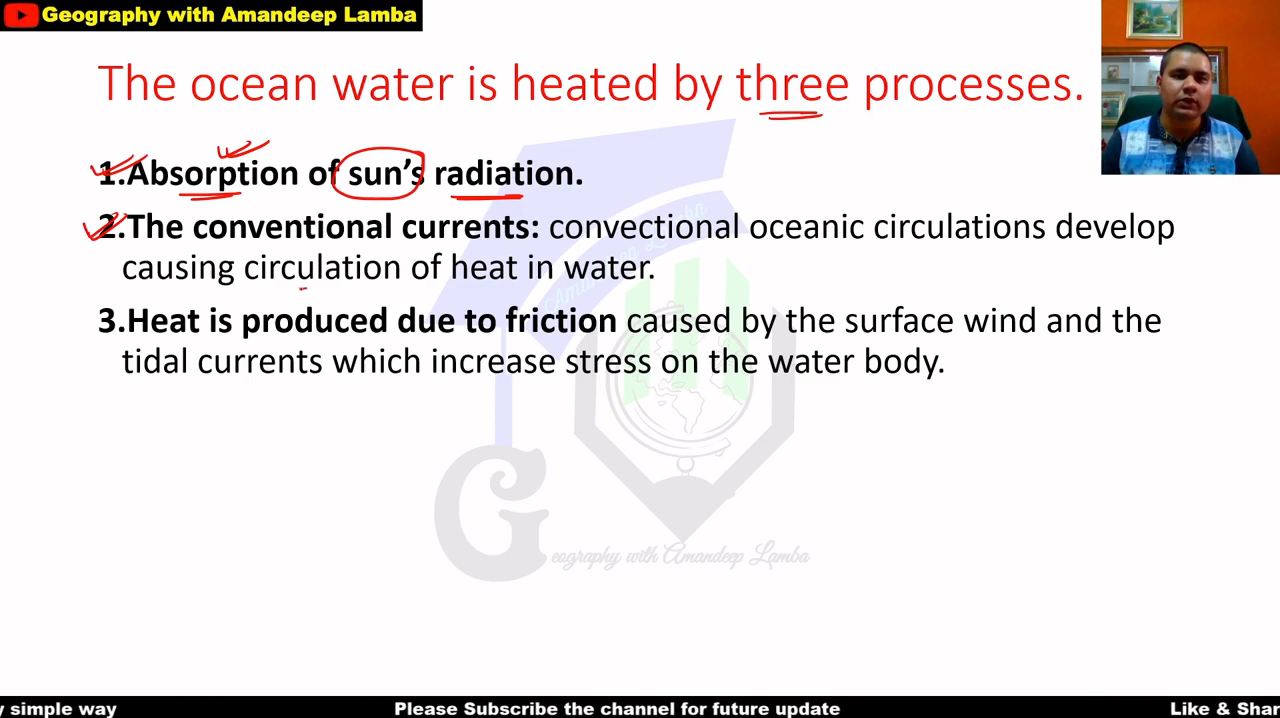 Geography with Amandeep Lamba
The ocean water is heated by three processes.
1.Absorption of sun's radiation.
2.The conventional currents: convectional oceanic circulations develop
causing circulation of heat in water.
3.Heat is produced due to friction caused by the surface wind and the
tidal currents which increase stress on the water body.
Geography with Amandeep Lamba
y simple way Please Subscribe the channel for future update Like & Shar